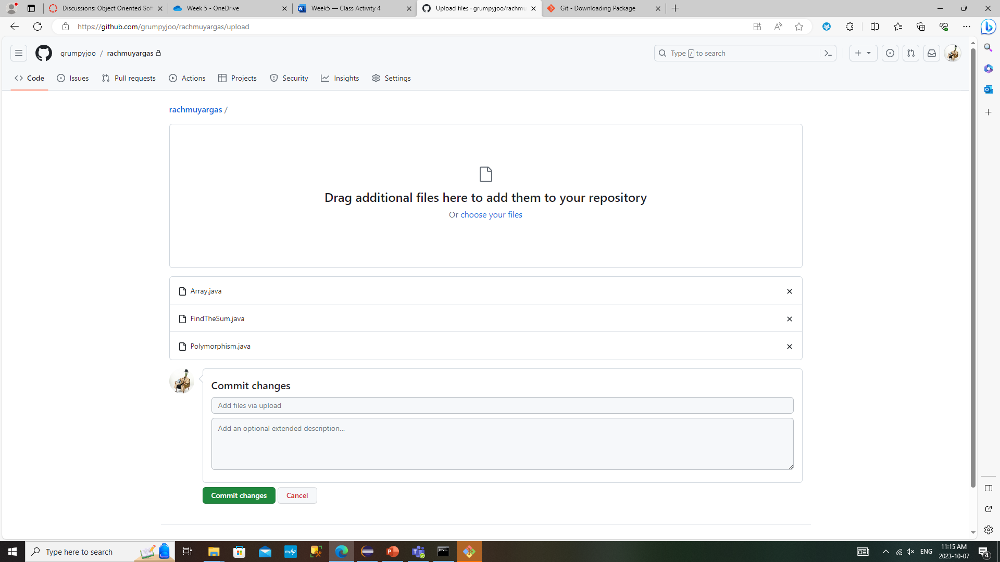 Discussions: Object Oriented Soft
Week 5 - OneDrive
Week5 — Class Activity 4
Upload files · grumpyjoo/rachmu
Git - Downloading Package
https://github.com/grumpyjoo/rachmuyargas/upload
grumpyjoo / rachmuyargas
Type / to search
Code
Issues
Pull requests
Actions
Projects
Security
Insights
Settings
rachmuyargas /
Drag additional files here to add them to your repository
Or choose your files
Array.java
FindTheSum.java
Polymorphism.java
Commit changes
Add files via upload
Add an optional extended description...
Commit changes
Cancel
Type here to search
ENG
11:15 AM
2023-10-07
4